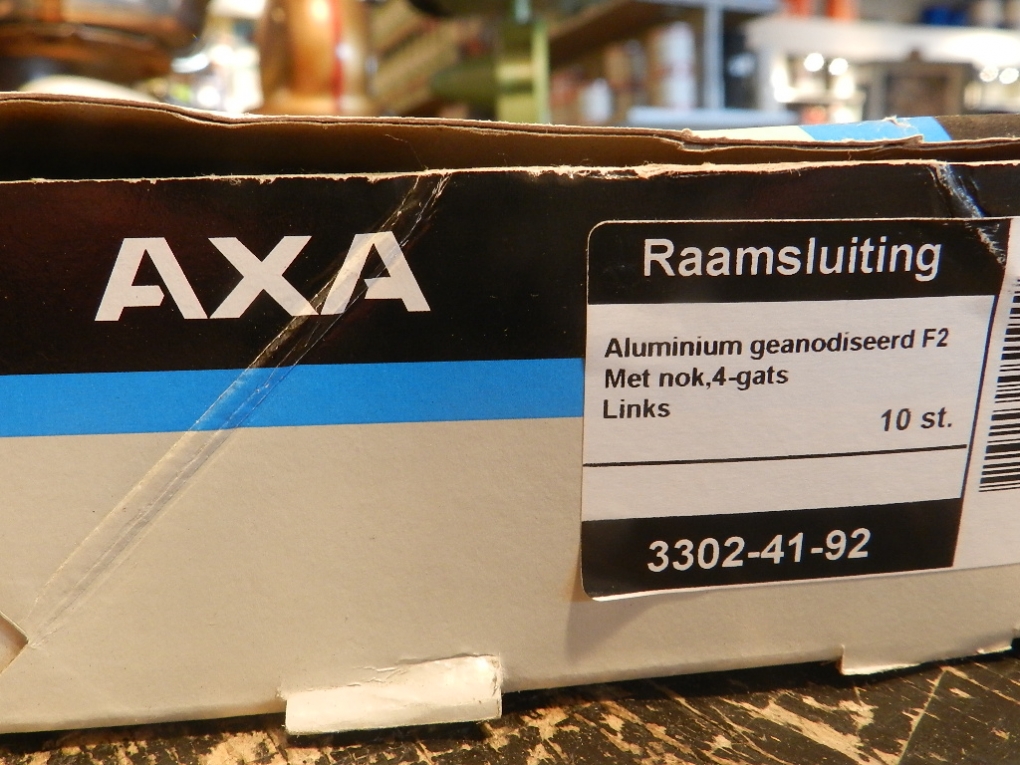 AXA
Raamsluiting
Aluminium geanodiseerd F2
Met nok,4-gats
Links
10 st.
3302-41-92